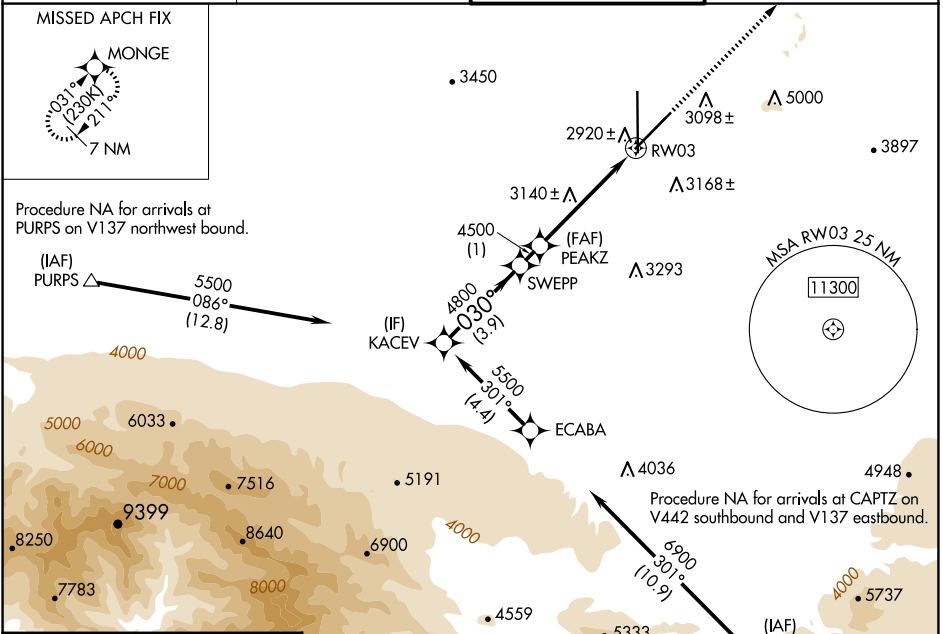 MISSED APCH FIX
MONGE
031°
(230K)
211°
7 NM
3450
5000
3098±
2920±
RW03
3897
3168±
3140±
Procedure NA for arrivals at
PURPS on V137 northwest bound.
4500
(1)
(FAF)
PEAKZ
SWEPP
3293
MSA RW03 25 NM
11300
(IAF)
PURPS
5500
086°
(12.8)
4800
030°
(3.9)
(IF)
KACEV
5500
301°
(4.4)
ECABA
4000
6033
5000
6000
7000
7516
5191
4036
4948
Procedure NA for arrivals at CAPTZ on
V442 southbound and V137 eastbound.
9399
8250
8640
6900
4000
7783
8000
6900
301°
(10.9)
4000
5737
4559
5333
(IAF)